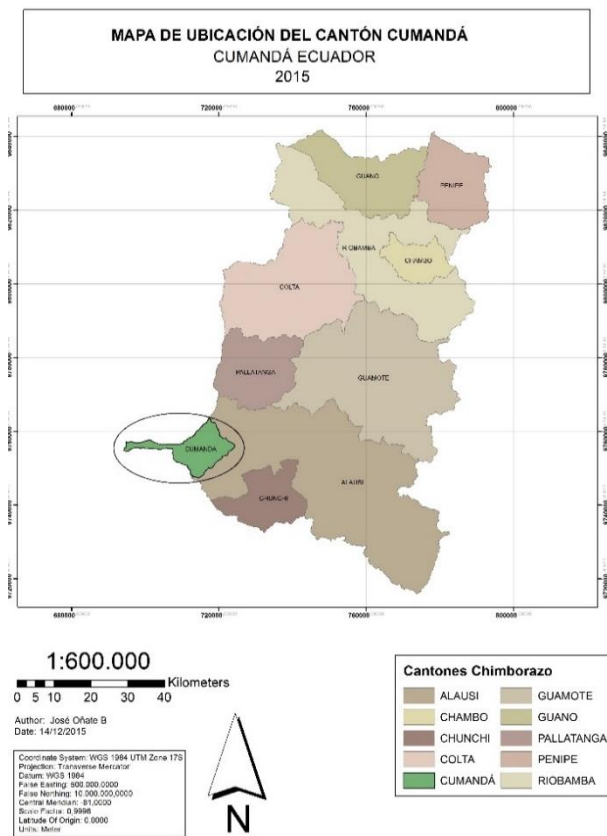 MAPA DE UBICACIÓN DEL CANTÓN CUMANDÁ
CUMANDÁ ECUADOR
2015
680000 720000 760000 800000
GUANO
PENIPE
RIOBAMBA
CHAMBO
COLTA
PALLATANGA
GUAMOTE
CUMANDA
ALAUSI
CHUNCHI
680000 720000 760000 800000
1:600.000
Kilometers
0 5 10 20 30 40
Author: José Oñate B
Date: 14/12/2015
Coordinate System: WGS 1984 UTM Zone 17S
Projection: Transverse Mercator
Datum: WGS 1984
False Easting: 500.000,0000
False Northing: 10.000.000,0000
Central Meridian: -81,0000
Scale Factor: 0,9996
Latitude Of Origin: 0,0000
Units: Meter
N
Cantones Chimborazo
ALAUSI
CHAMBO
CHUNCHI
COLTA
CUMANDÁ
GUAMOTE
GUANO
PALLATANGA
PENIPE
RIOBAMBA